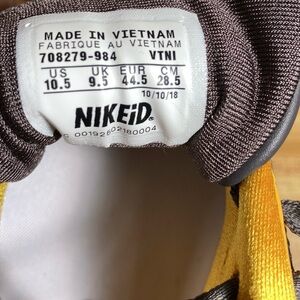 MADE IN VIETNAM
FABRIQUE AU VIETNAM
708279-984 VTNI
US UK EUR CM
10.5 9.5 44.5 28.5
10/10/18
NIKEiD.